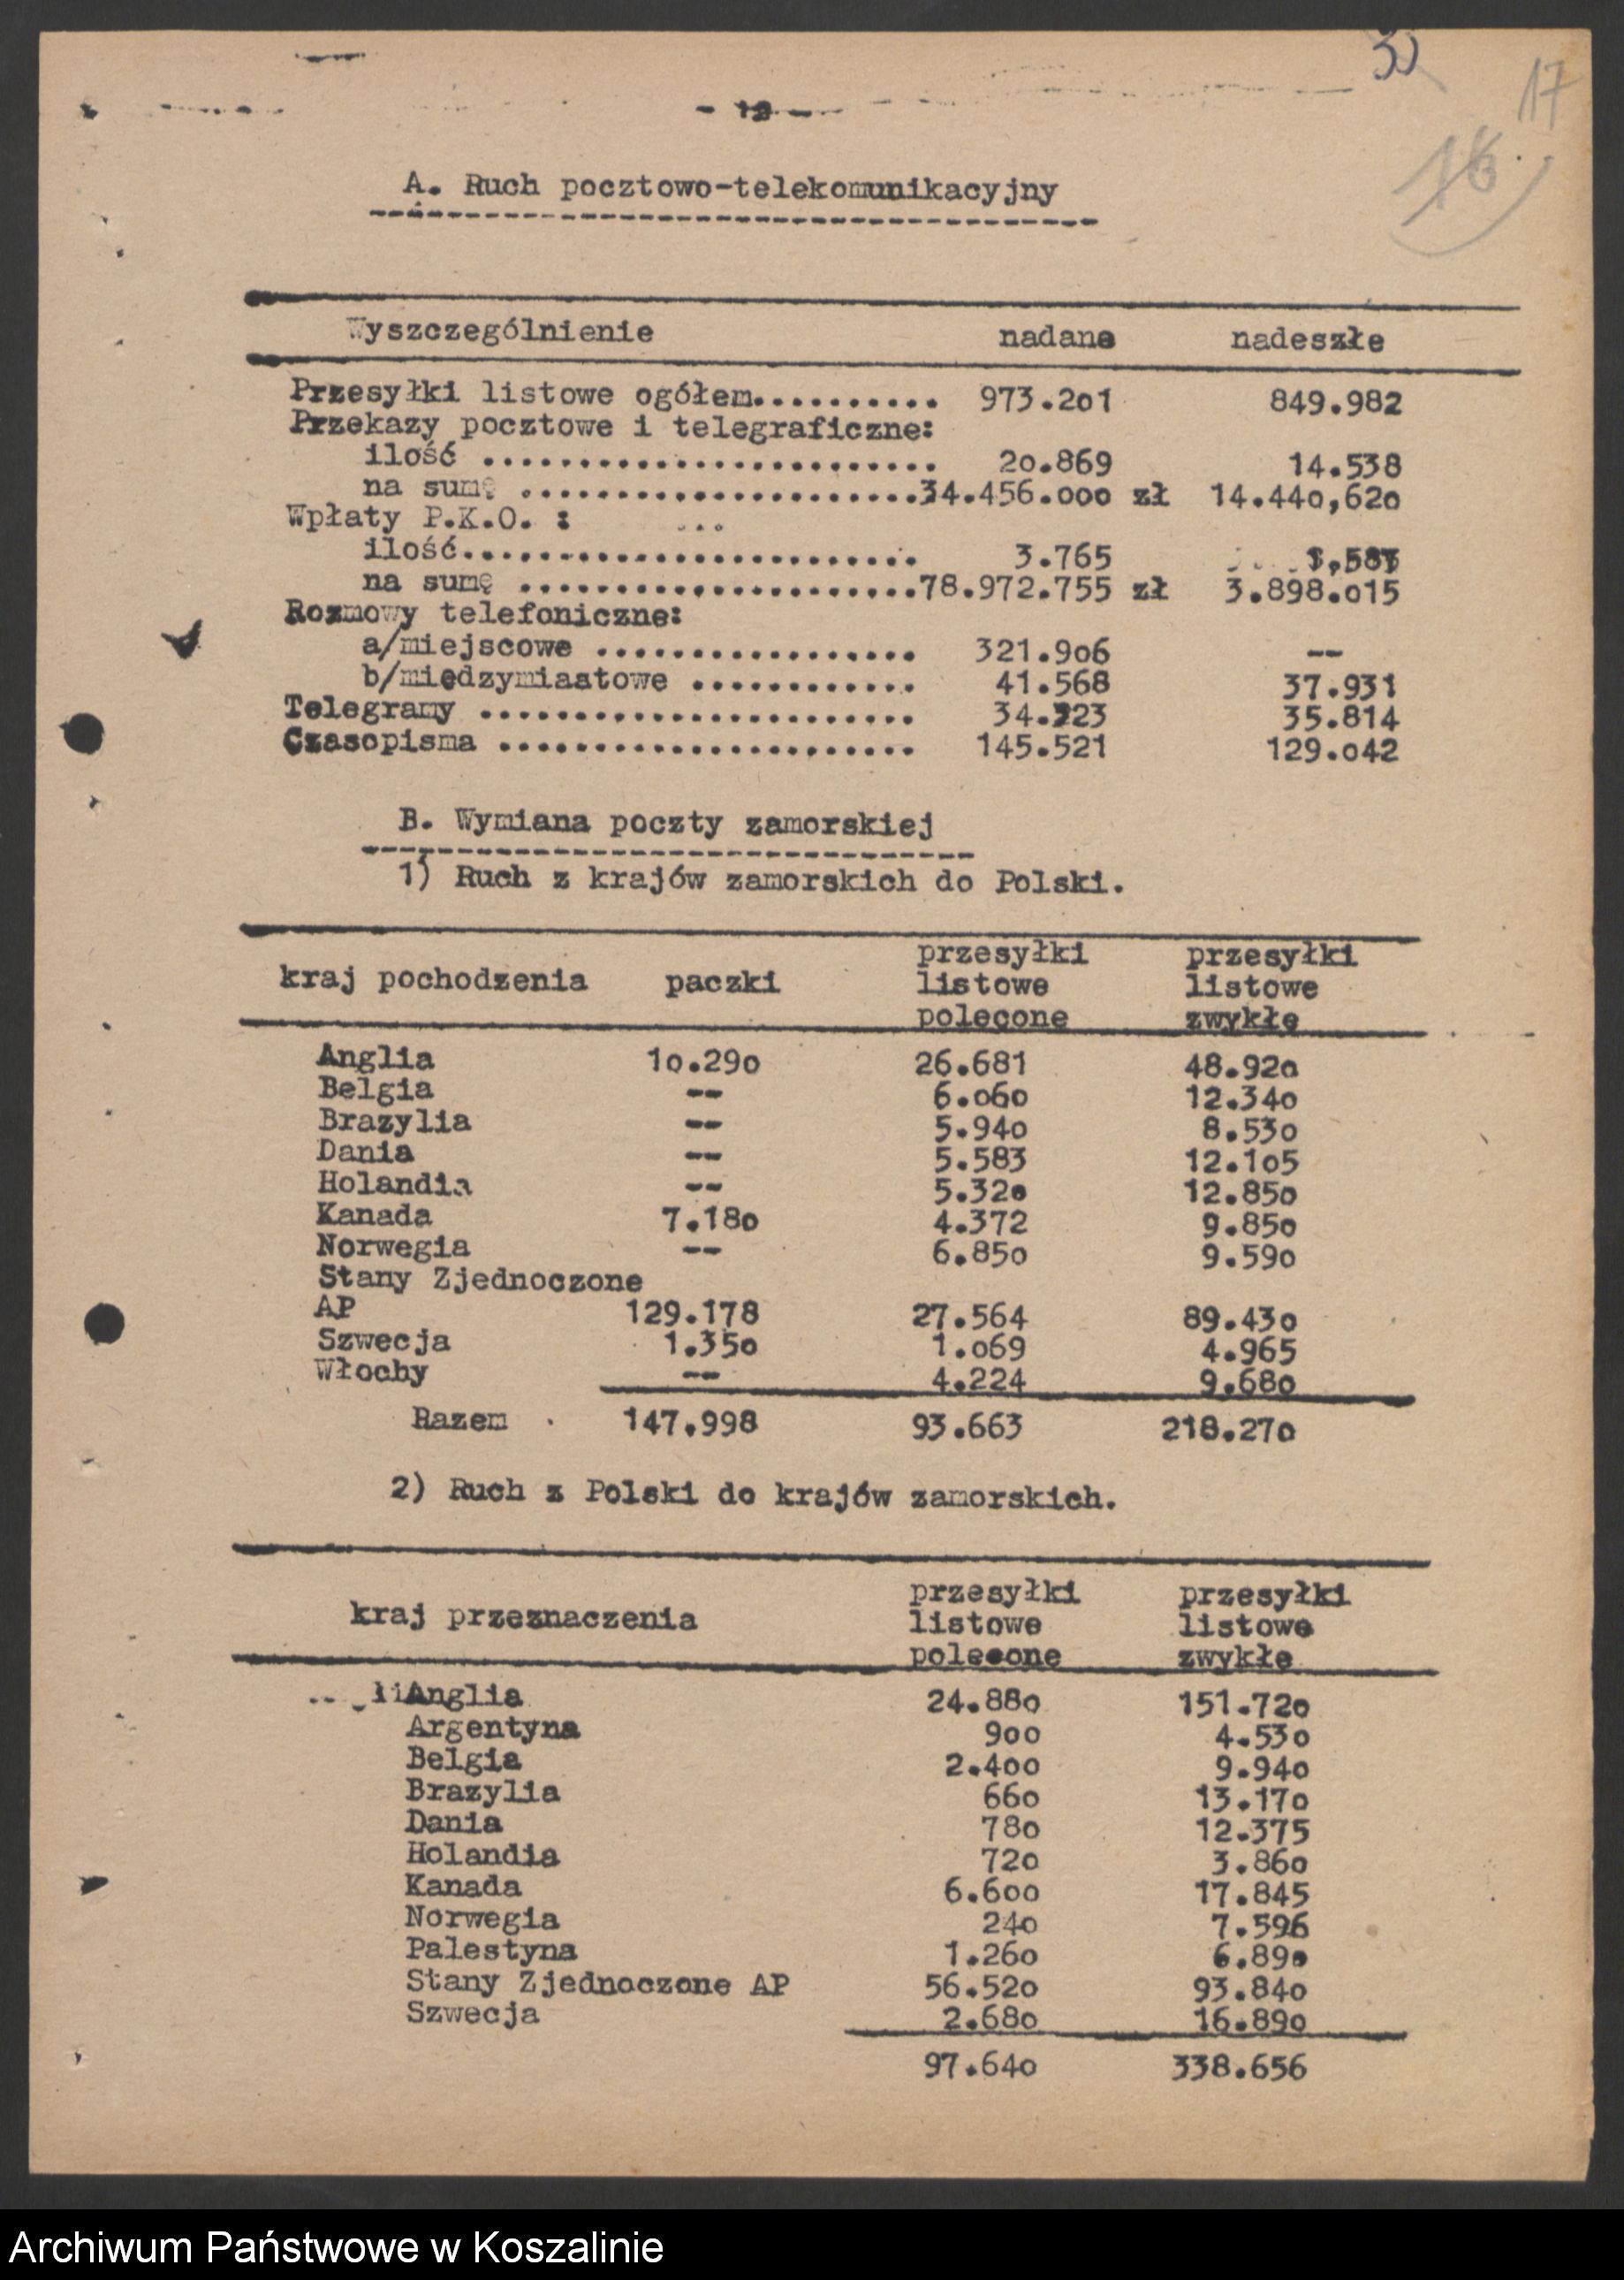 30
17
16
- 12 -
A. Ruch pocztowo-telekomunikacyjny
Wyszczególnienie nadane nadeszłe
Przesyłki listowe ogółem.......... 973.201 849.982
Przekazy pocztowe i telegraficzne:
ilość ........................ 20.869 14.538
na sumę .....................34.456.000 zł 14.440,620
Wpłaty P.K.O. : ...
ilość........................ 3.765
na sumę .....................78.972.755 zł 3.898.015
Rozmowy telefoniczne:
a/miejscowe ................. 321.906 --
b/międzymiastowe ............ 41.568 37.931
Telegramy ....................... 34.223 35.814
Czasopisma ...................... 145.521 129.042
B. Wymiana poczty zamorskiej
1) Ruch z krajów zamorskich do Polski.
kraj pochodzenia paczki przesyłki listowe polecone przesyłki listowe zwykłe
Anglia 10.290 26.681 48.920
Belgia -- 6.060 12.340
Brazylia -- 5.940 8.530
Dania -- 5.583 12.105
Holandia -- 5.320 12.850
Kanada 7.180 4.372 9.850
Norwegia -- 6.850 9.590
Stany Zjednoczone
AP 129.178 27.564 89.430
Szwecja 1.350 1.069 4.965
Włochy -- 4.224 9.680
Razem 147.998 93.663 218.270
2) Ruch z Polski do krajów zamorskich.
kraj przeznaczenia przesyłki listowe polecone przesyłki listowe zwykłe
Anglia 24.880 151.720
Argentyna 900 4.530
Belgia 2.400 9.940
Brazylia 660 13.170
Dania 780 12.375
Holandia 720 3.860
Kanada 6.600 17.845
Norwegia 240 7.596
Palestyna 1.260 6.890
Stany Zjednoczone AP 56.520 93.840
Szwecja 2.680 16.890
97.640 338.656
Archiwum Państwowe w Koszalinie